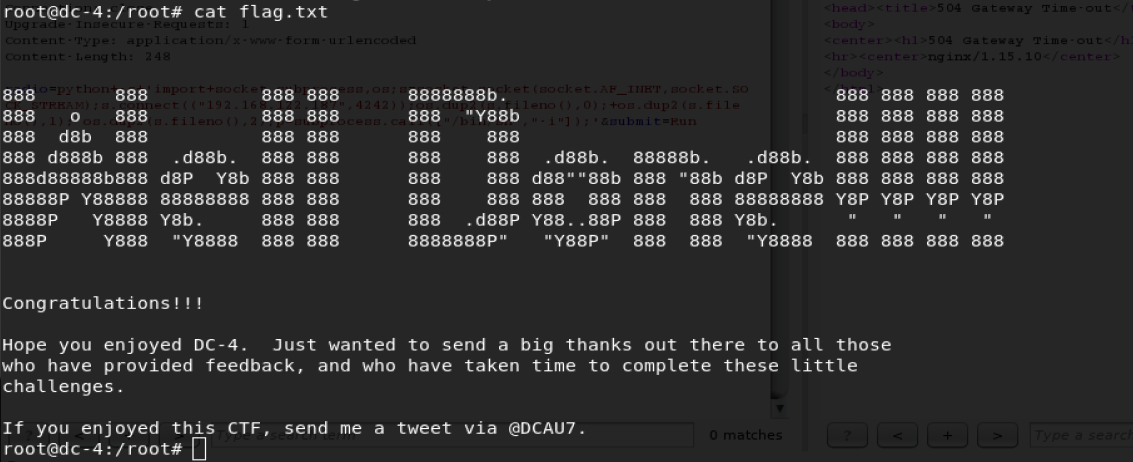 root@dc-4:/root# cat flag.txt
Upgrade-Insecure-Requests: 1
Content-Type: application/x-www-form-urlencoded
Content-Length: 248
888       888          888 888      8888888b.                             888 888 888 888
888   o   888          888 888      888  "Y88b                            888 888 888 888
888  d8b  888          888 888      888    888                            888 888 888 888
888 d888b 888  .d88b.  888 888      888    888  .d88b.  88888b.   .d88b.  888 888 888 888
888d88888b888 d8P  Y8b 888 888      888    888 d88""88b 888 "88b d8P  Y8b 888 888 888 888
88888P Y88888 88888888 888 888      888    888 888  888 888  888 88888888 Y8P Y8P Y8P Y8P
8888P   Y8888 Y8b.     888 888      888  .d88P Y88..88P 888  888 Y8b.      "   "   "   "
888P     Y888  "Y8888  888 888      8888888P"   "Y88P"  888  888  "Y8888  888 888 888 888
Congratulations!!!
Hope you enjoyed DC-4.  Just wanted to send a big thanks out there to all those
who have provided feedback, and who have taken time to complete these little
challenges.
If you enjoyed this CTF, send me a tweet via @DCAU7.
root@dc-4:/root#
<head><title>504 Gateway Time-out</
<body>
<center><h1>504 Gateway Time-out</h
<hr><center>nginx/1.15.10</center>
</body>
Type a search term
0 matches
? < + >
Type a search